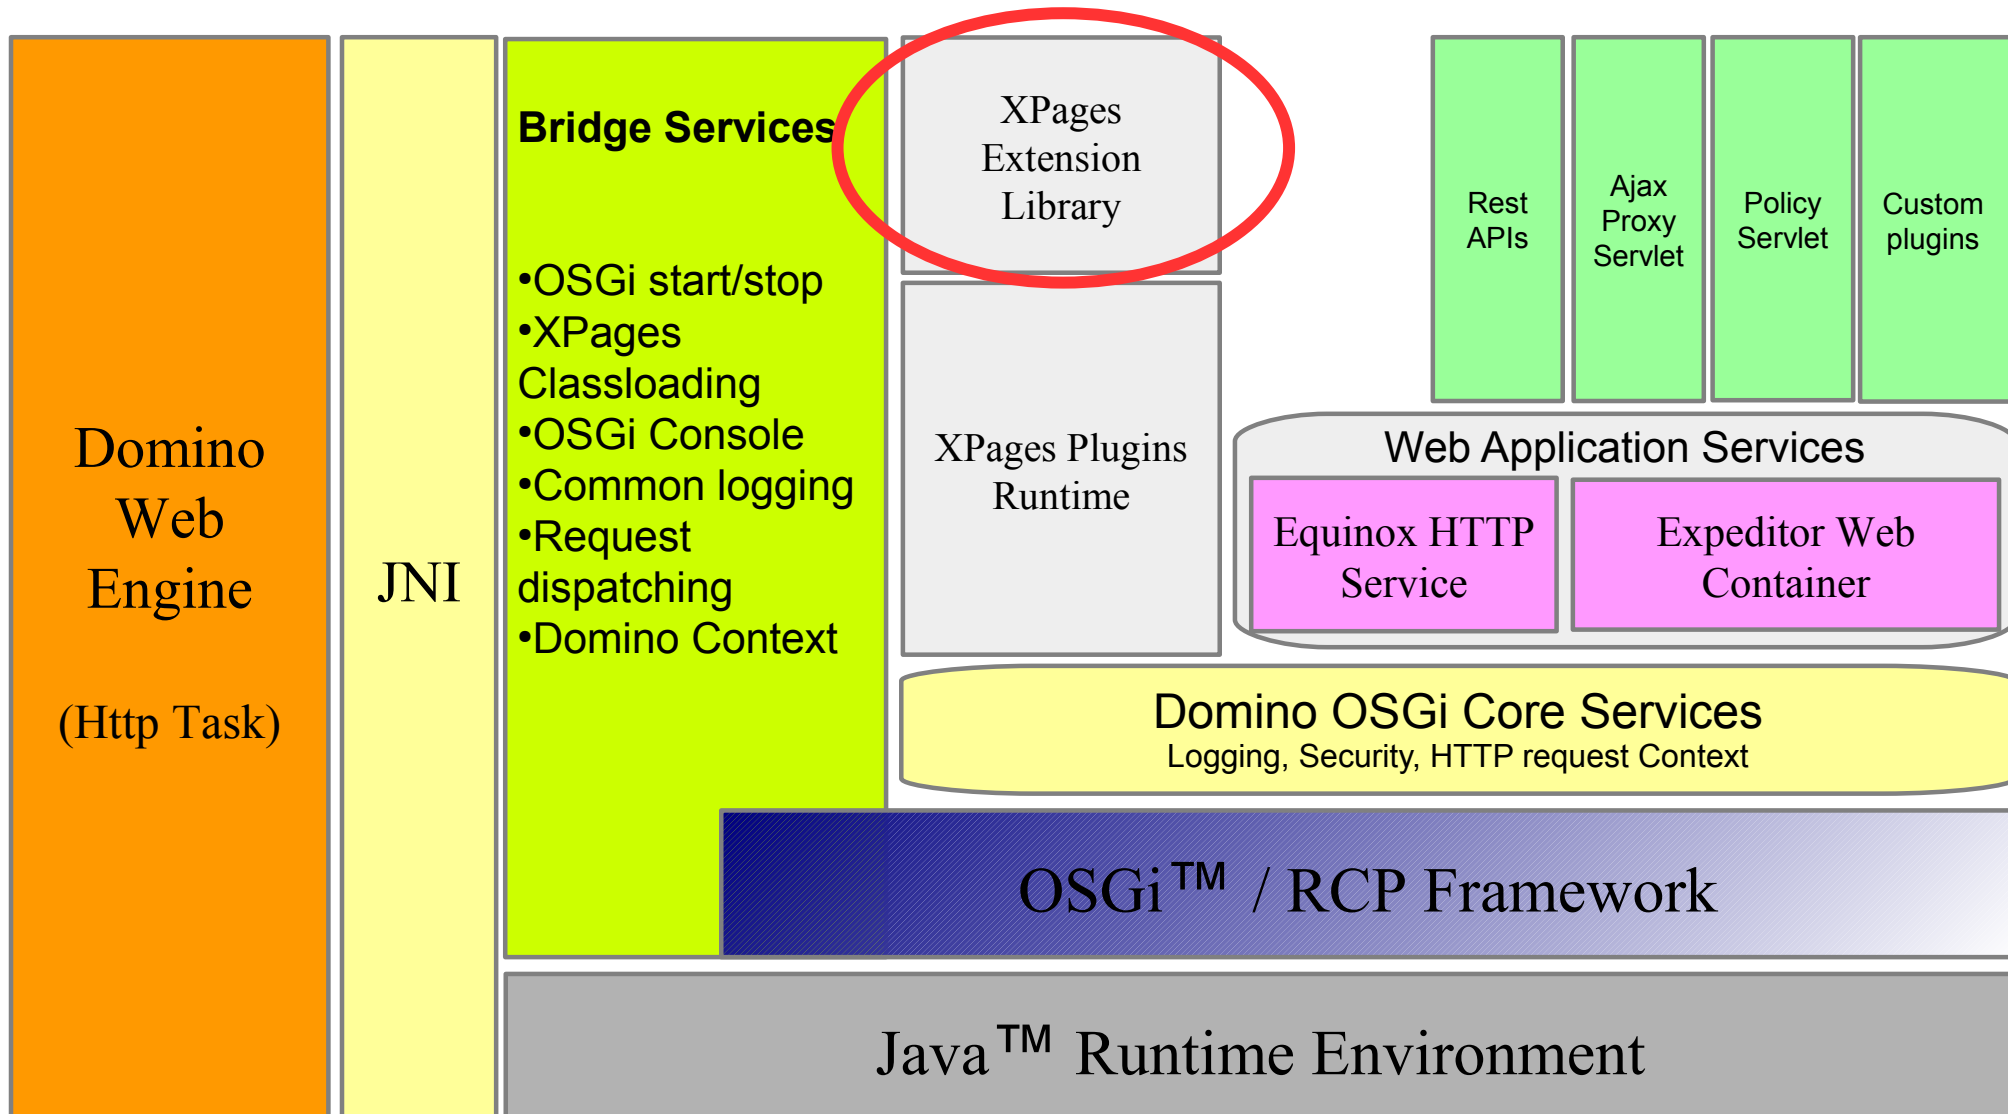 Domino
Web
Engine
(Http Task)
JNI
Bridge Services
•OSGi start/stop
•XPages
Classloading
•OSGi Console
•Common logging
•Request
dispatching
•Domino Context
XPages
Extension
Library
XPages Plugins
Runtime
Rest
APIs
Ajax
Proxy
Servlet
Policy
Servlet
Custom
plugins
Web Application Services
Equinox HTTP
Service
Expeditor Web
Container
Domino OSGi Core Services
Logging, Security, HTTP request Context
OSGi™ / RCP Framework
Java™ Runtime Environment